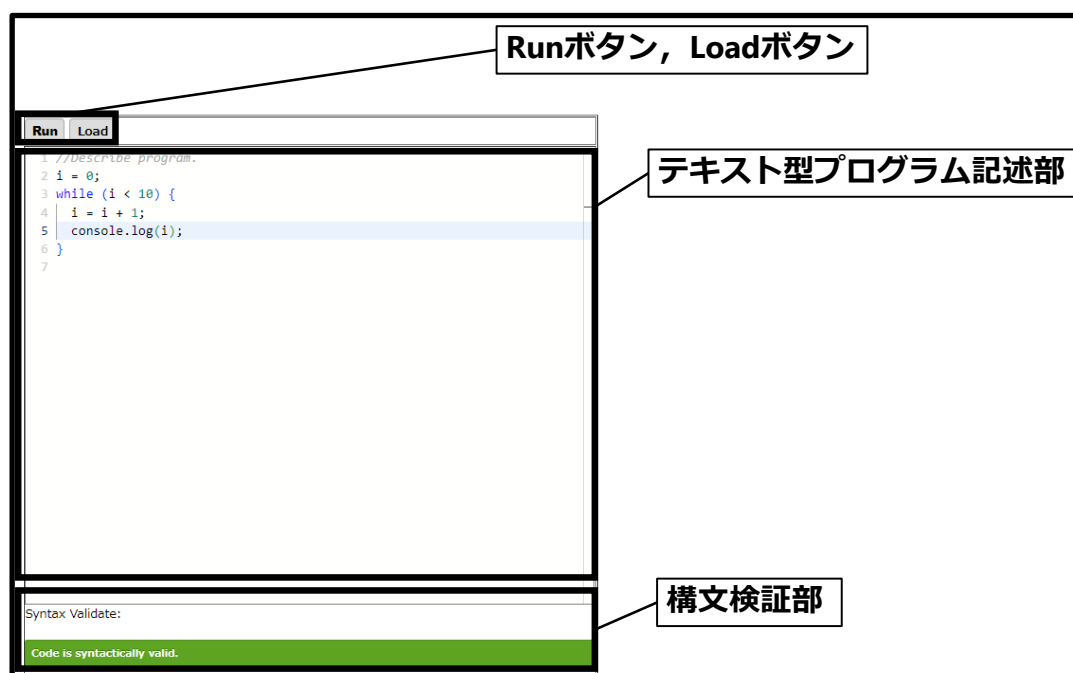 Runボタン，Loadボタン
Run Load
1 //Describe program.
テキスト型プログラム記述部
2 i = 0;
3 while (i < 10) {
4 i = i + 1;
5 console.log(i);
6 }
7
構文検証部
Syntax Validate:
Code is syntactically valid.